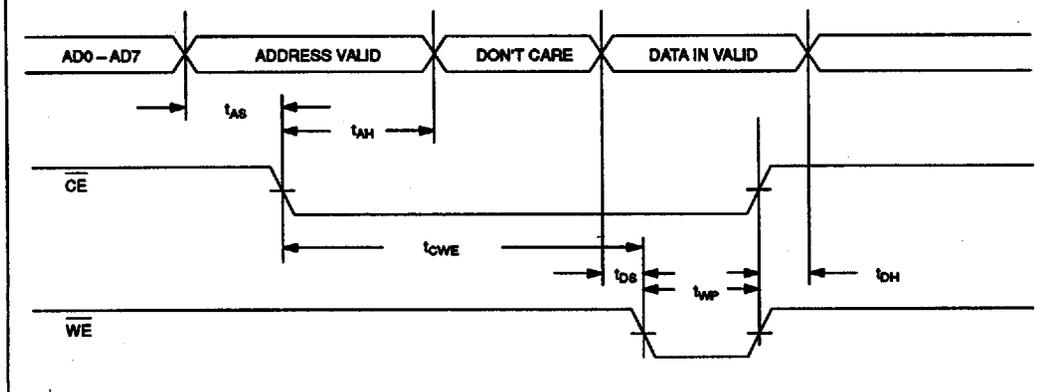 AD0 – AD7 ADDRESS VALID DON'T CARE DATA IN VALID
tAS
tAH
CE
tCWE
tDS tDH
tWP
WE